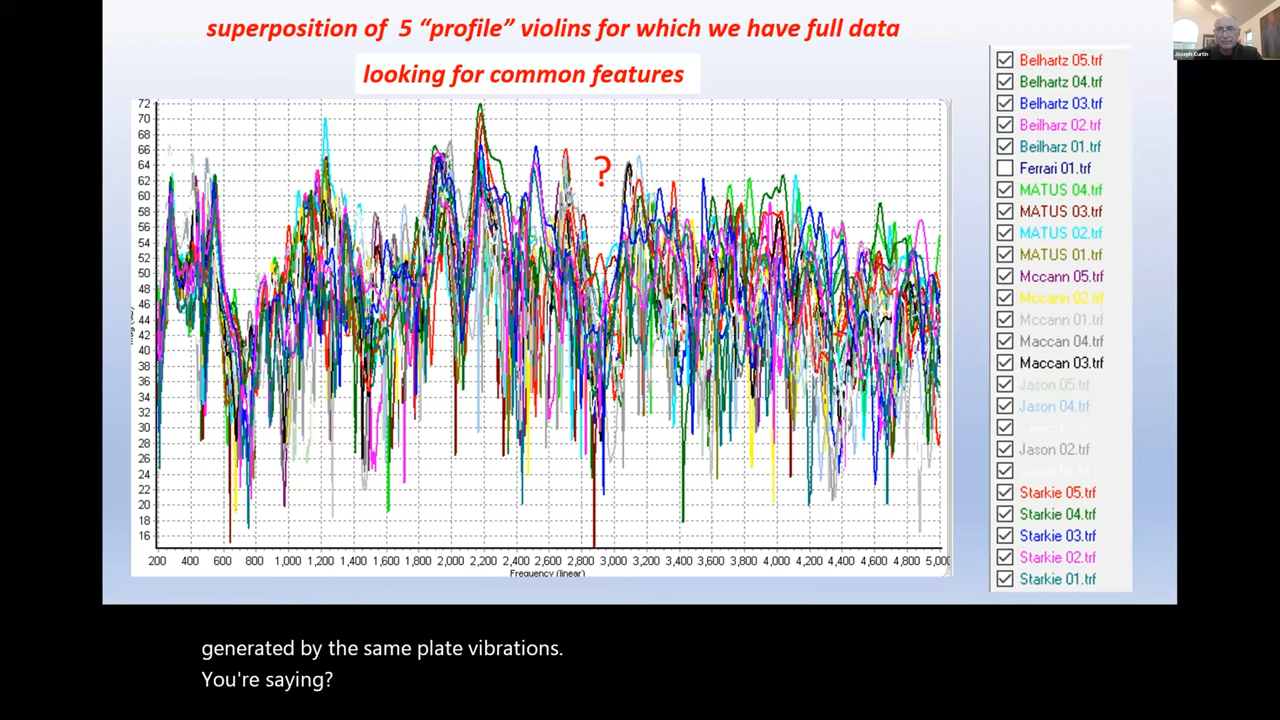 superposition of 5 “profile” violins for which we have full data
looking for common features
Joseph Curtin
?
72
70
68
66
64
62
60
58
56
54
52
50
48
46
44
42
40
38
36
34
32
30
28
26
24
22
20
18
16
200 400 600 800 1,000 1,200 1,400 1,600 1,800 2,000 2,200 2,400 2,600 2,800 3,000 3,200 3,400 3,600 3,800 4,000 4,200 4,400 4,600 4,800 5,000
Frequency (linear)
Belhartz 05.trf
Belhartz 04.trf
Belhartz 03.trf
Beilharz 02.trf
Beilharz 01.trf
Ferrari 01.trf
MATUS 04.trf
MATUS 03.trf
MATUS 02.trf
MATUS 01.trf
Mccann 05.trf
Mccann 02.trf
Mccann 01.trf
Maccan 04.trf
Maccan 03.trf
Jason 05.trf
Jason 04.trf
Jason 02.trf
Starkie 05.trf
Starkie 04.trf
Starkie 03.trf
Starkie 02.trf
Starkie 01.trf
generated by the same plate vibrations.
You're saying?